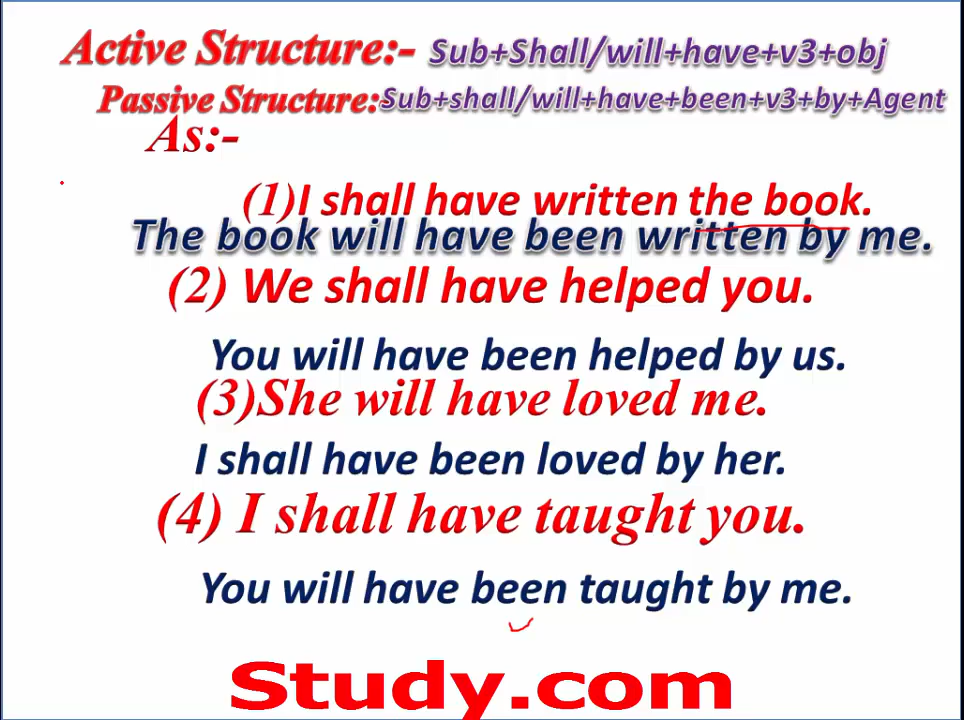 Active Structure:- Sub+Shall/will+have+v3+obj
Passive Structure:Sub+shall/will+have+been+v3+by+Agent
As:-
(1)I shall have written the book.
The book will have been written by me.
(2) We shall have helped you.
You will have been helped by us.
(3)She will have loved me.
I shall have been loved by her.
(4) I shall have taught you.
You will have been taught by me.
Study.com